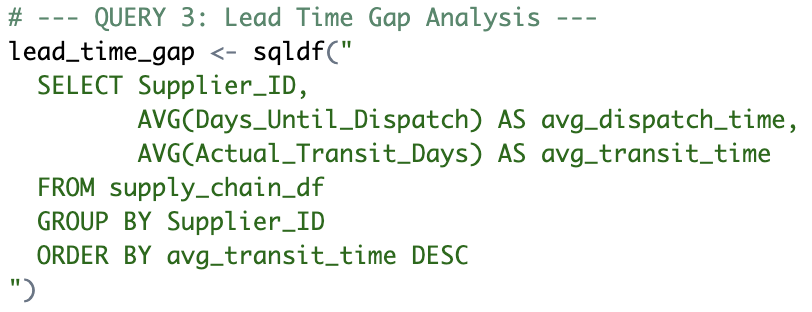 # --- QUERY 3: Lead Time Gap Analysis ---
lead_time_gap <- sqldf("
  SELECT Supplier_ID,
         AVG(Days_Until_Dispatch) AS avg_dispatch_time,
         AVG(Actual_Transit_Days) AS avg_transit_time
  FROM supply_chain_df
  GROUP BY Supplier_ID
  ORDER BY avg_transit_time DESC
")